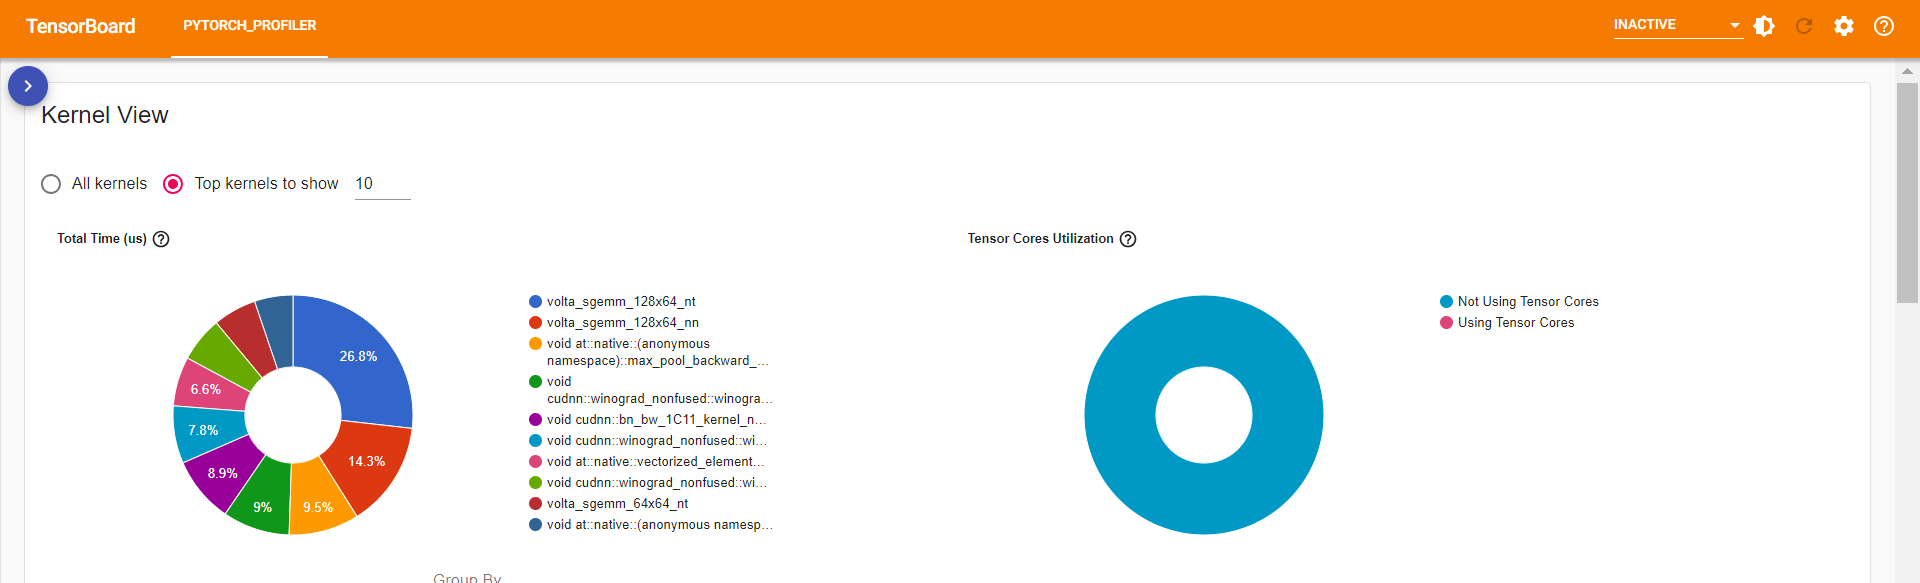 TensorBoard
PYTORCH_PROFILER
INACTIVE
Kernel View
All kernels
Top kernels to show
10
Total Time (us)
26.8%
14.3%
9.5%
9%
8.9%
7.8%
6.6%
volta_sgemm_128x64_nt
volta_sgemm_128x64_nn
void at::native::(anonymous
namespace)::max_pool_backward_...
void
cudnn::winograd_nonfused::winogra...
void cudnn::bn_bw_1C11_kernel_n...
void cudnn::winograd_nonfused::wi...
void at::native::vectorized_element...
void cudnn::winograd_nonfused::wi...
volta_sgemm_64x64_nt
void at::native::(anonymous namesp...
Tensor Cores Utilization
Not Using Tensor Cores
Using Tensor Cores
Group By